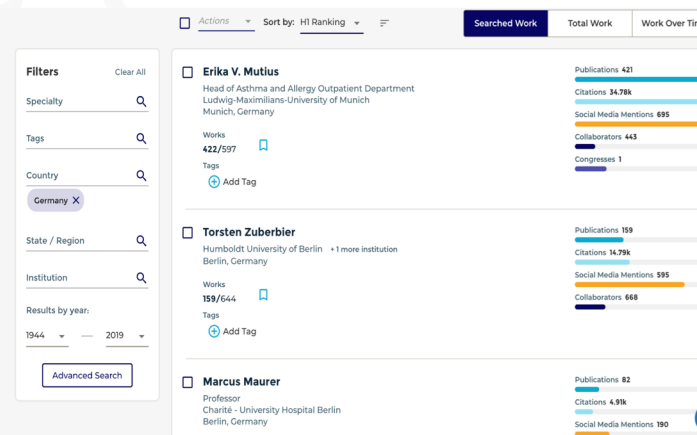 Actions
Sort by: H1 Ranking
Searched Work
Total Work
Filters
Clear All
Specialty
Tags
Country
Germany X
State / Region
Institution
Results by year:
1944 — 2019
Advanced Search
Erika V. Mutius
Head of Asthma and Allergy Outpatient Department
Ludwig-Maximilians-University of Munich
Munich, Germany
Works
422/597
Tags
Add Tag
Publications 421
Citations 34.78k
Social Media Mentions 695
Collaborators 443
Congresses 1
Torsten Zuberbier
Humboldt University of Berlin + 1 more institution
Berlin, Germany
Works
159/644
Tags
Add Tag
Publications 159
Citations 14.79k
Social Media Mentions 595
Collaborators 668
Marcus Maurer
Professor
Charité - University Hospital Berlin
Berlin, Germany
Publications 82
Citations 4.91k
Social Media Mentions 190
Work Over